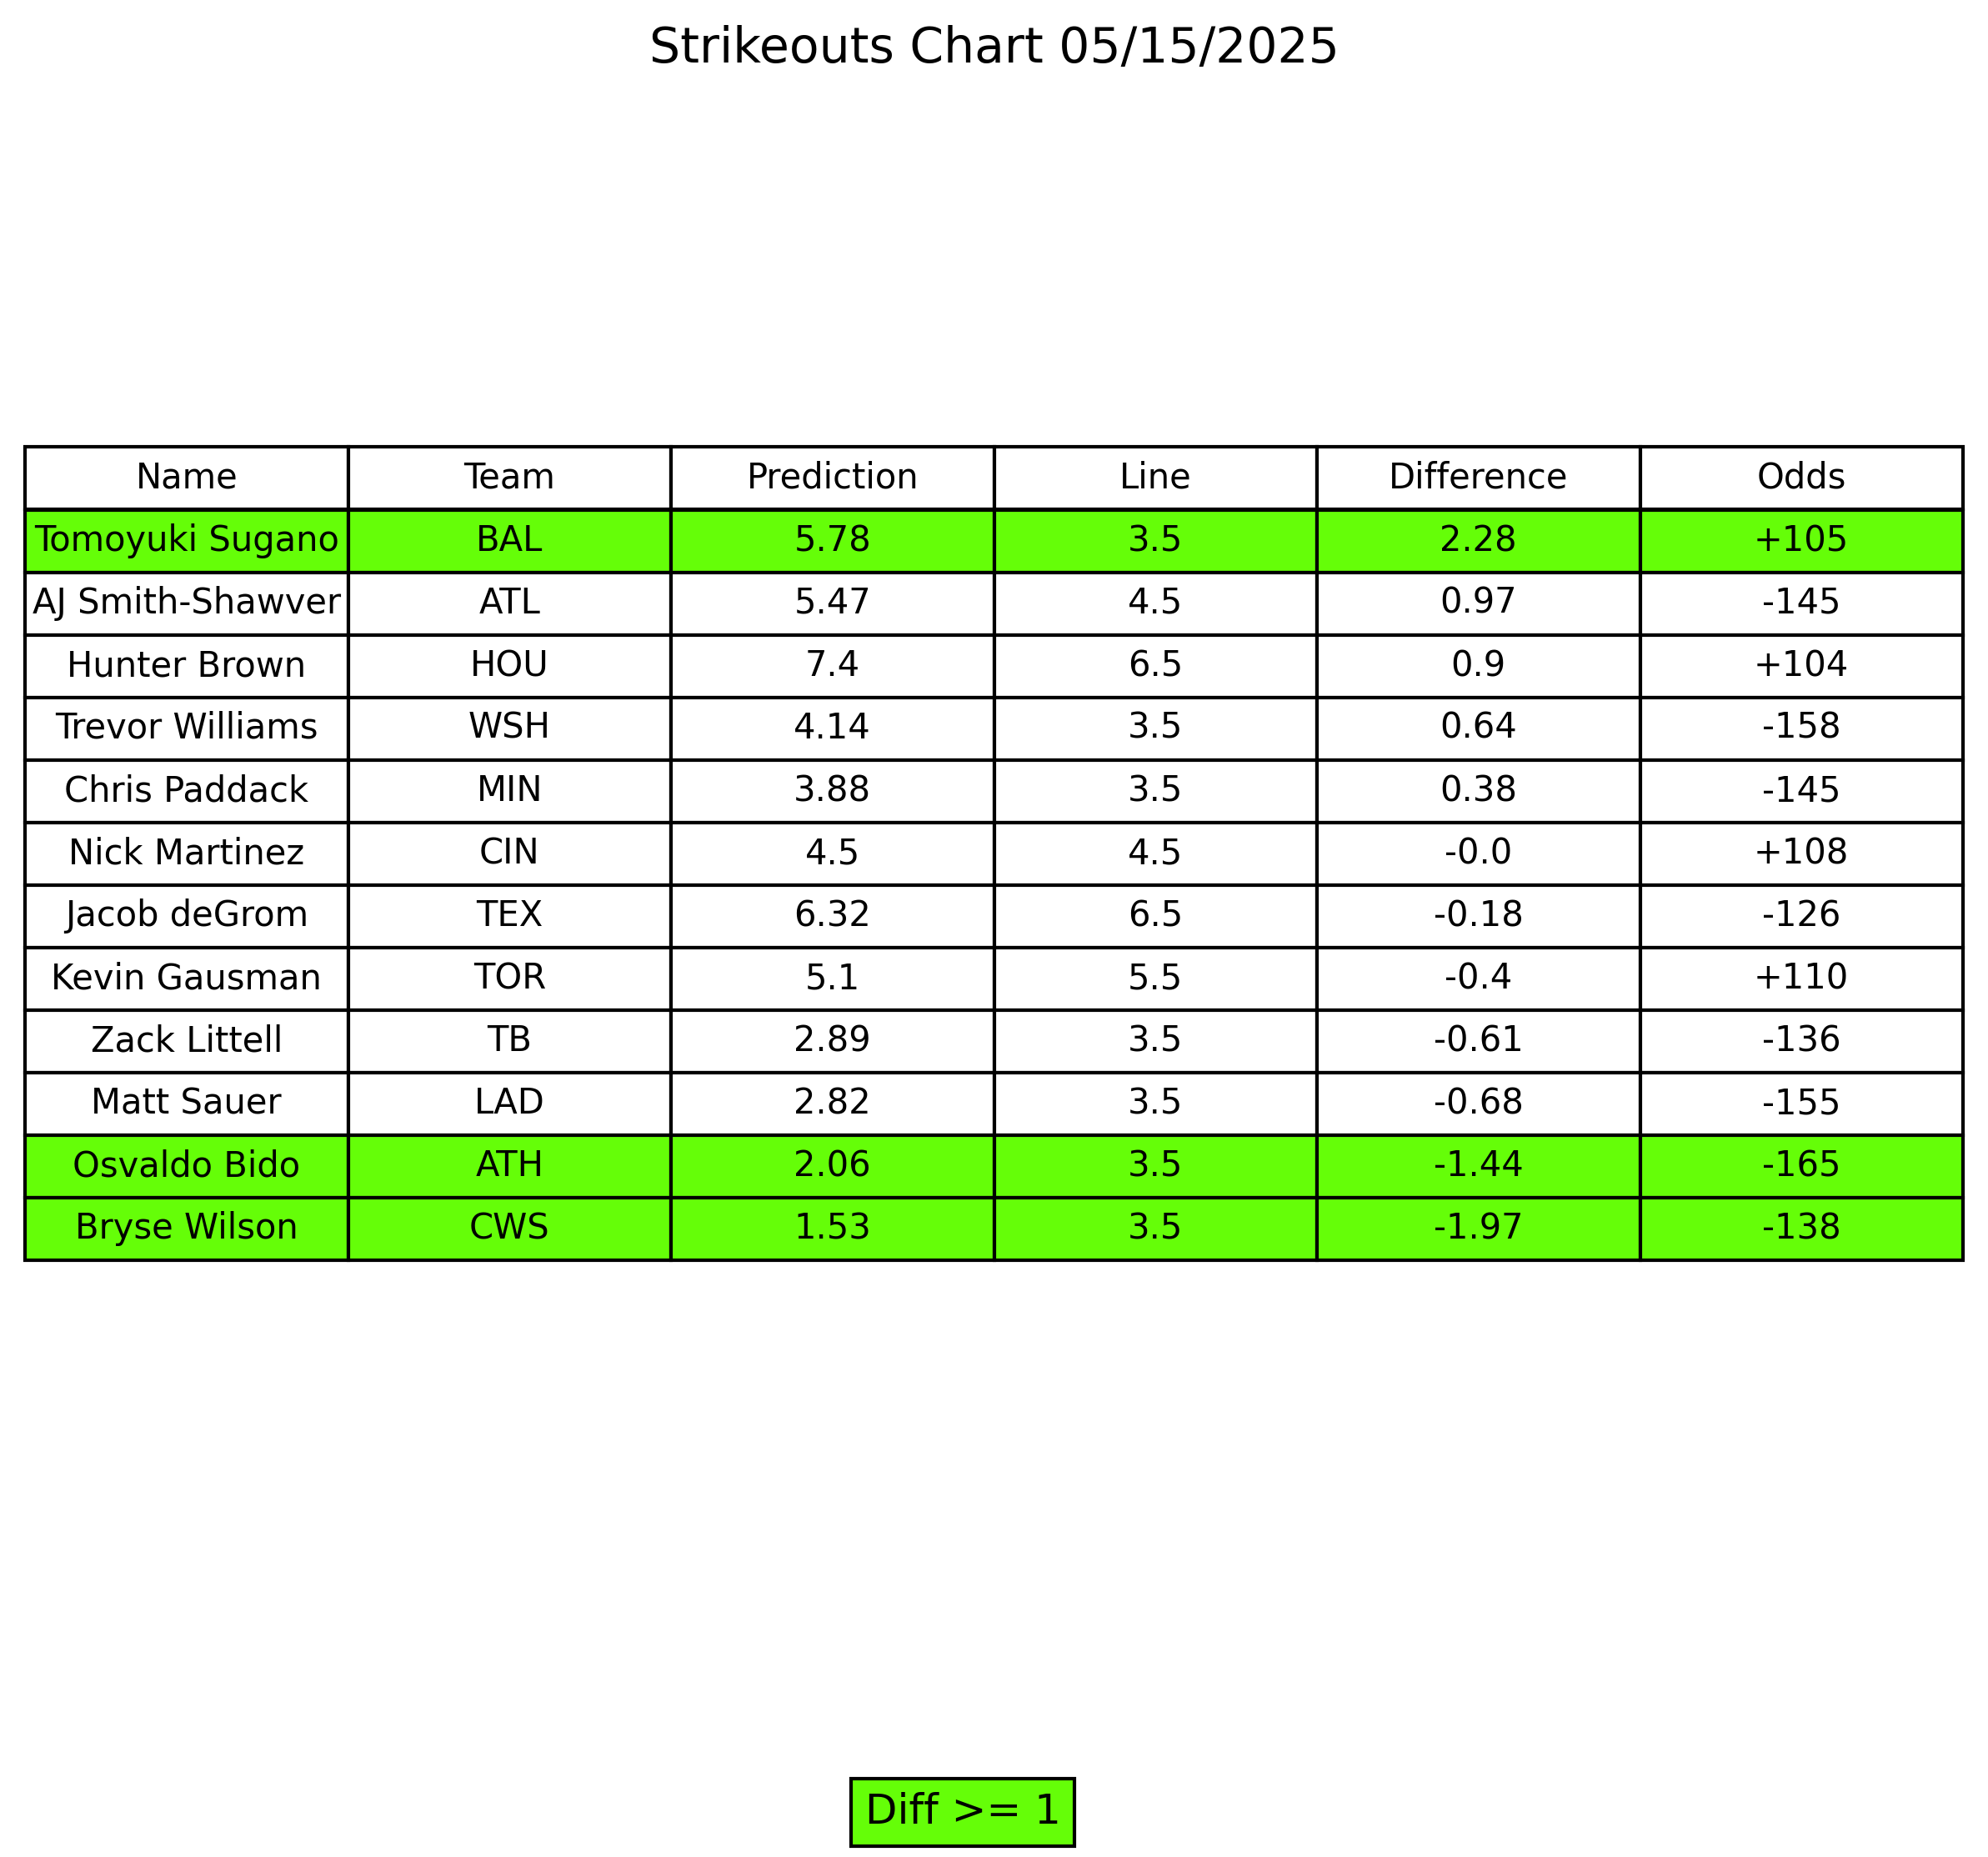 Strikeouts Chart 05/15/2025
Name Team Prediction Line Difference Odds
Tomoyuki Sugano BAL 5.78 3.5 2.28 +105
AJ Smith-Shawver ATL 5.47 4.5 0.97 -145
Hunter Brown HOU 7.4 6.5 0.9 +104
Trevor Williams WSH 4.14 3.5 0.64 -158
Chris Paddack MIN 3.88 3.5 0.38 -145
Nick Martinez CIN 4.5 4.5 -0.0 +108
Jacob deGrom TEX 6.32 6.5 -0.18 -126
Kevin Gausman TOR 5.1 5.5 -0.4 +110
Zack Littell TB 2.89 3.5 -0.61 -136
Matt Sauer LAD 2.82 3.5 -0.68 -155
Osvaldo Bido ATH 2.06 3.5 -1.44 -165
Bryse Wilson CWS 1.53 3.5 -1.97 -138
Diff >= 1